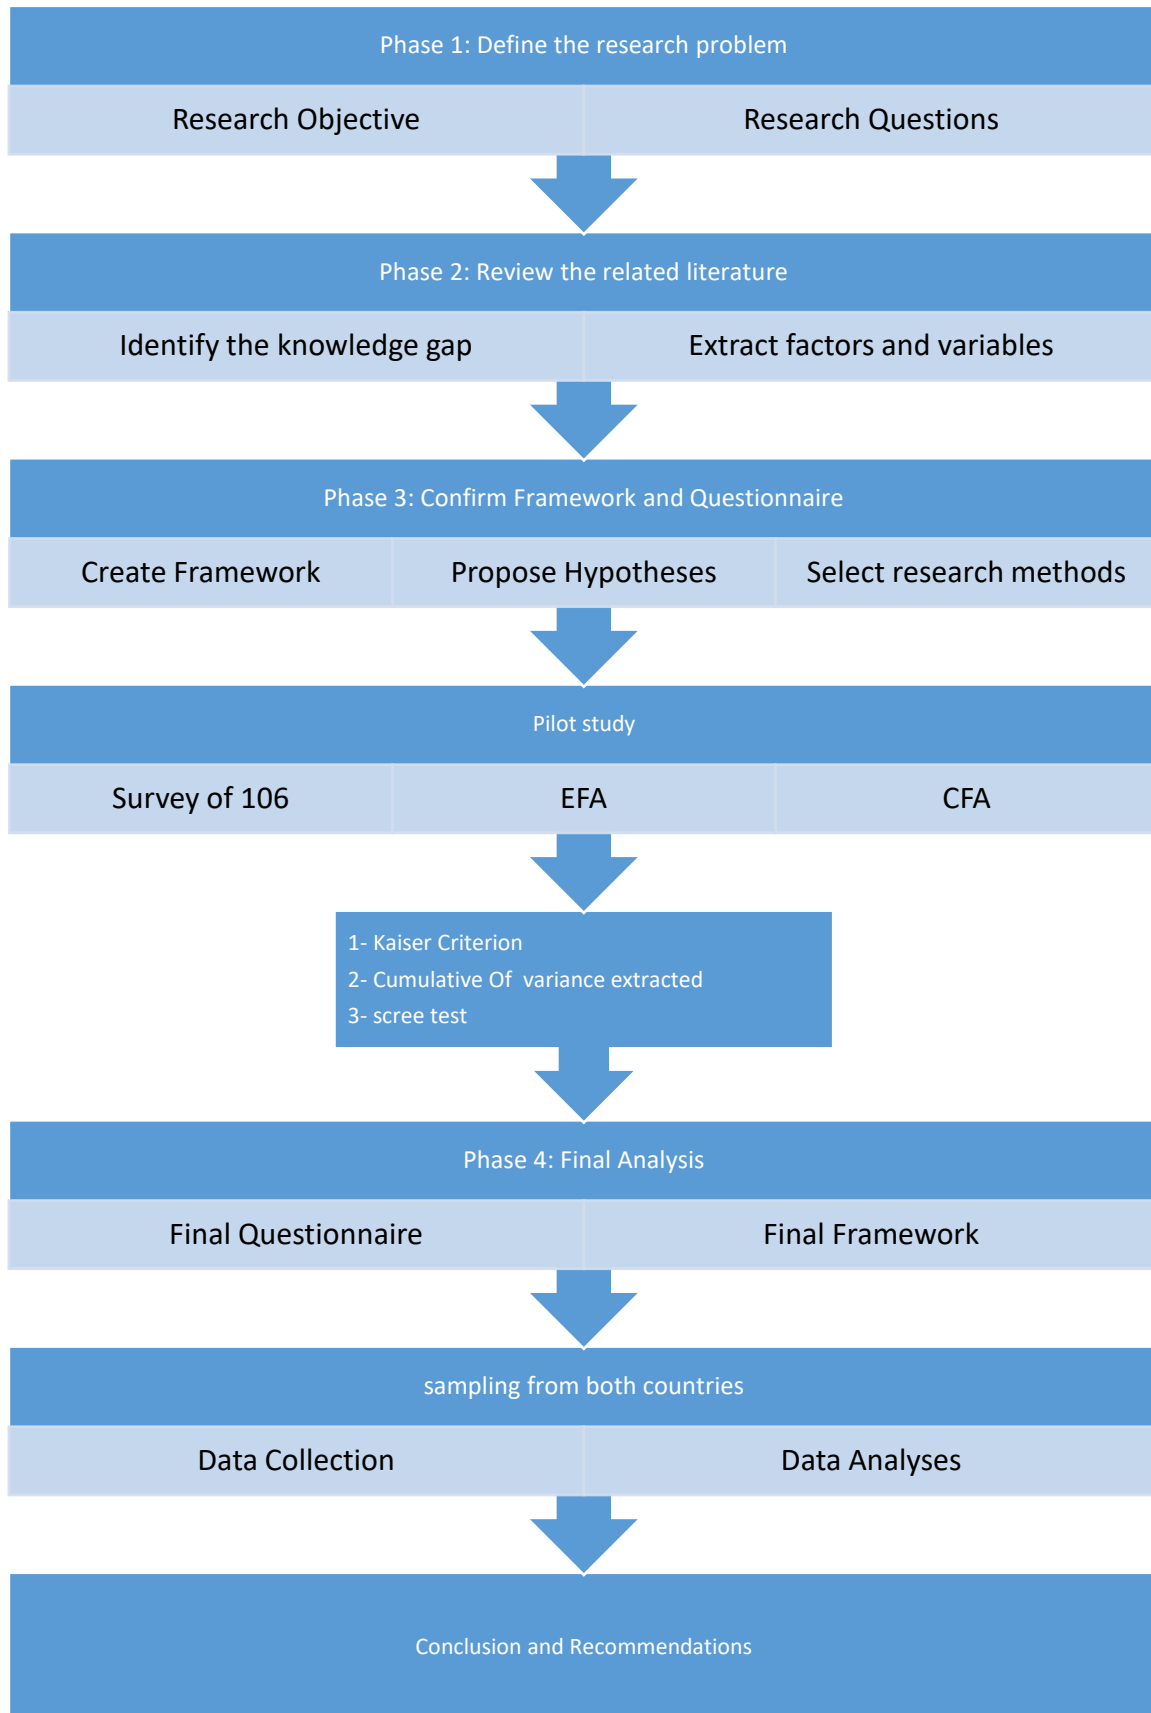 Phase 1: Define the research problem
Research Objective
Research Questions
Phase 2: Review the related literature
Identify the knowledge gap
Extract factors and variables
Phase 3: Confirm Framework and Questionnaire
Create Framework
Propose Hypotheses
Select research methods
Pilot study
Survey of 106
EFA
CFA
1- Kaiser Criterion
2- Cumulative Of  variance extracted
3- scree test
Phase 4: Final Analysis
Final Questionnaire
Final Framework
sampling from both countries
Data Collection
Data Analyses
Conclusion and Recommendations